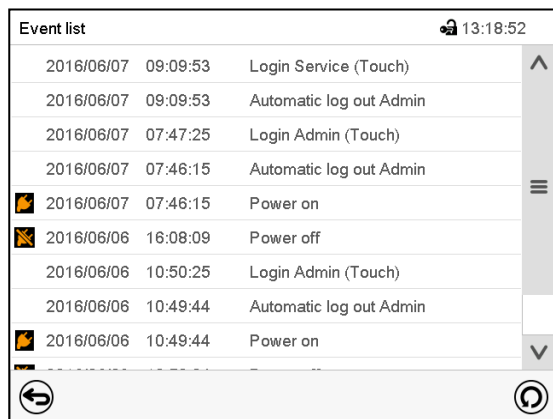 Event list 13:18:52
2016/06/07 09:09:53 Login Service (Touch)
2016/06/07 09:09:53 Automatic log out Admin
2016/06/07 07:47:25 Login Admin (Touch)
2016/06/07 07:46:15 Automatic log out Admin
2016/06/07 07:46:15 Power on
2016/06/06 16:08:09 Power off
2016/06/06 10:50:25 Login Admin (Touch)
2016/06/06 10:49:44 Automatic log out Admin
2016/06/06 10:49:44 Power on